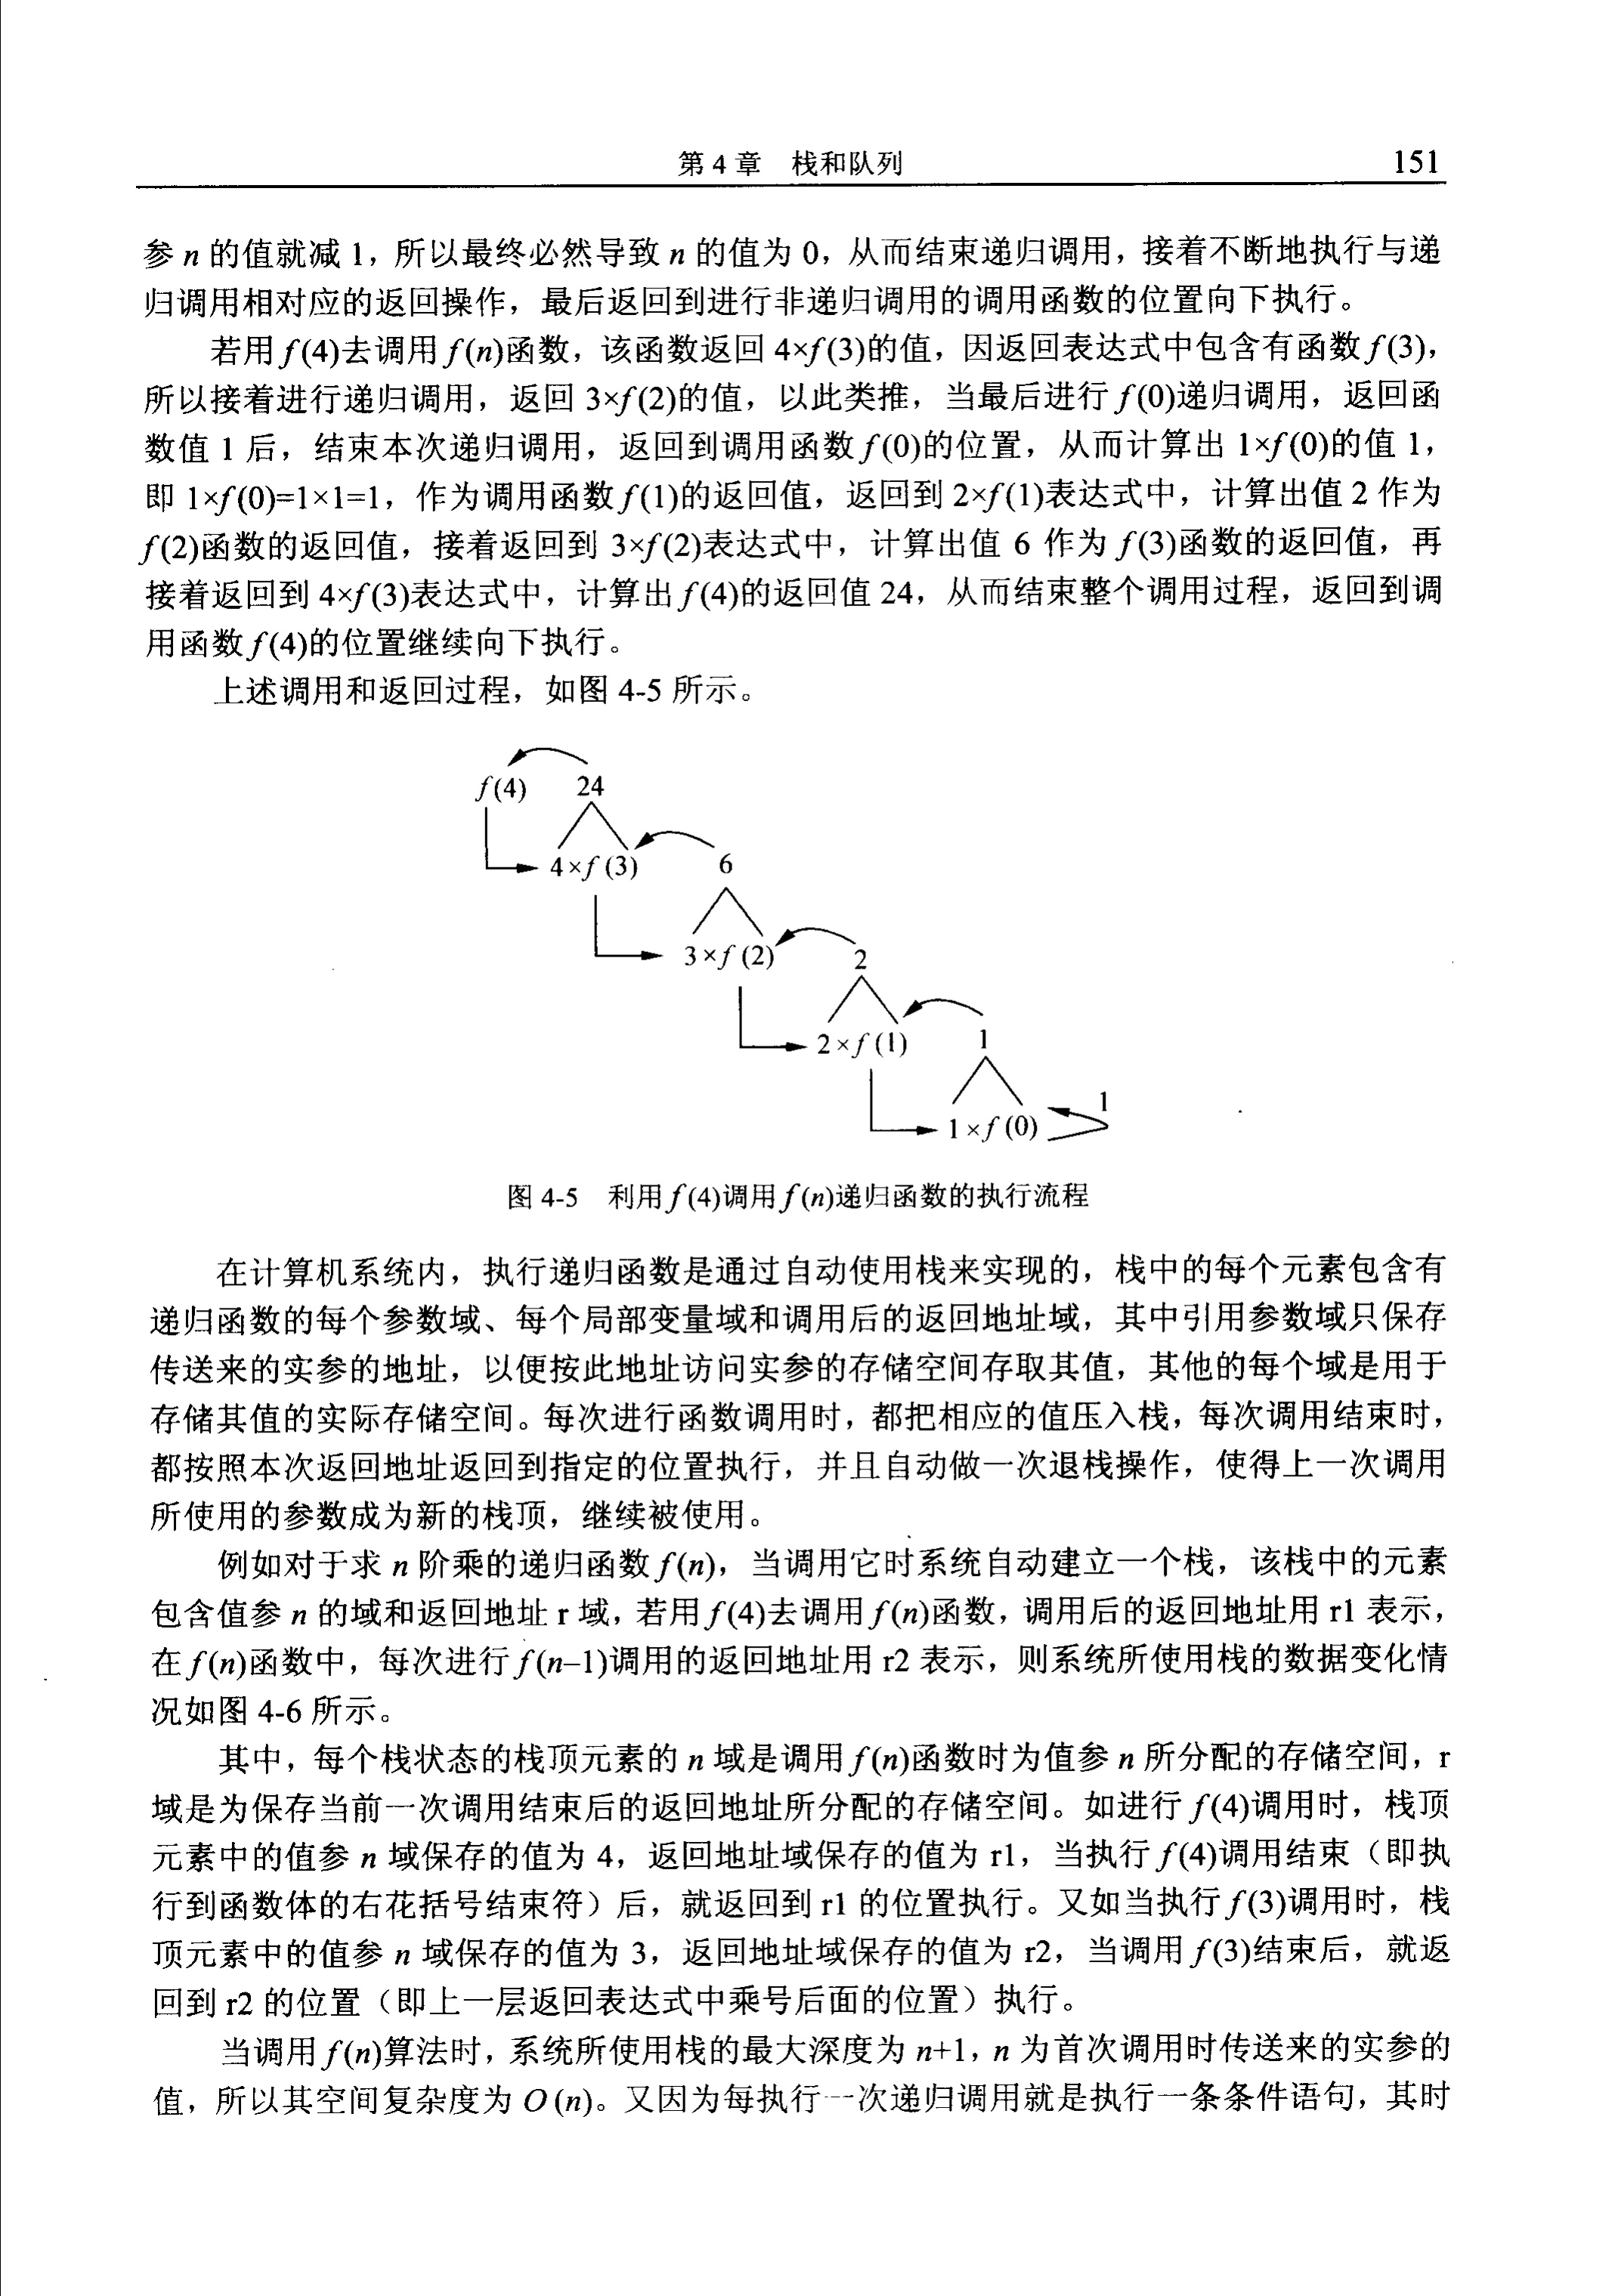 第 4 章　栈和队列　151
参 n 的值就减 1，所以最终必然导致 n 的值为 0，从而结束递归调用，接着不断地执行与递
归调用相对应的返回操作，最后返回到进行非递归调用的调用函数的位置向下执行。
若用 f(4)去调用 f(n)函数，该函数返回 4×f(3)的值，因返回表达式中包含有函数 f(3)，
所以接着进行递归调用，返回 3×f(2)的值，以此类推，当最后进行 f(0)递归调用，返回函
数值 1 后，结束本次递归调用，返回到调用函数 f(0)的位置，从而计算出 1×f(0)的值 1，
即 1×f(0)=1×1=1，作为调用函数 f(1)的返回值，返回到 2×f(1)表达式中，计算出值 2 作为
f(2)函数的返回值，接着返回到 3×f(2)表达式中，计算出值 6 作为 f(3)函数的返回值，再
接着返回到 4×f(3)表达式中，计算出 f(4)的返回值 24，从而结束整个调用过程，返回到调
用函数 f(4)的位置继续向下执行。
上述调用和返回过程，如图 4-5 所示。
f(4)　24
4×f(3)　6
3×f(2)　2
2×f(1)　1
1
1×f(0)
图 4-5　利用 f(4)调用 f(n)递归函数的执行流程
在计算机系统内，执行递归函数是通过自动使用栈来实现的，栈中的每个元素包含有
递归函数的每个参数域、每个局部变量域和调用后的返回地址域，其中引用参数域只保存
传送来的实参的地址，以便按此地址访问实参的存储空间存取其值，其他的每个域是用于
存储其值的实际存储空间。每次进行函数调用时，都把相应的值压入栈，每次调用结束时，
都按照本次返回地址返回到指定的位置执行，并且自动做一次退栈操作，使得上一次调用
所使用的参数成为新的栈顶，继续被使用。
例如对于求 n 阶乘的递归函数 f(n)，当调用它时系统自动建立一个栈，该栈中的元素
包含值参 n 的域和返回地址 r 域，若用 f(4)去调用 f(n)函数，调用后的返回地址用 r1 表示，
在 f(n)函数中，每次进行 f(n–1)调用的返回地址用 r2 表示，则系统所使用栈的数据变化情
况如图 4-6 所示。
其中，每个栈状态的栈顶元素的 n 域是调用 f(n)函数时为值参 n 所分配的存储空间，r
域是为保存当前一次调用结束后的返回地址所分配的存储空间。如进行 f(4)调用时，栈顶
元素中的值参 n 域保存的值为 4，返回地址域保存的值为 r1，当执行 f(4)调用结束（即执
行到函数体的右花括号结束符）后，就返回到 r1 的位置执行。又如当执行 f(3)调用时，栈
顶元素中的值参 n 域保存的值为 3，返回地址域保存的值为 r2，当调用 f(3)结束后，就返
回到 r2 的位置（即上一层返回表达式中乘号后面的位置）执行。
当调用 f(n)算法时，系统所使用栈的最大深度为 n+1，n 为首次调用时传送来的实参的
值，所以其空间复杂度为 O(n)。又因为每执行一次递归调用就是执行一条条件语句，其时